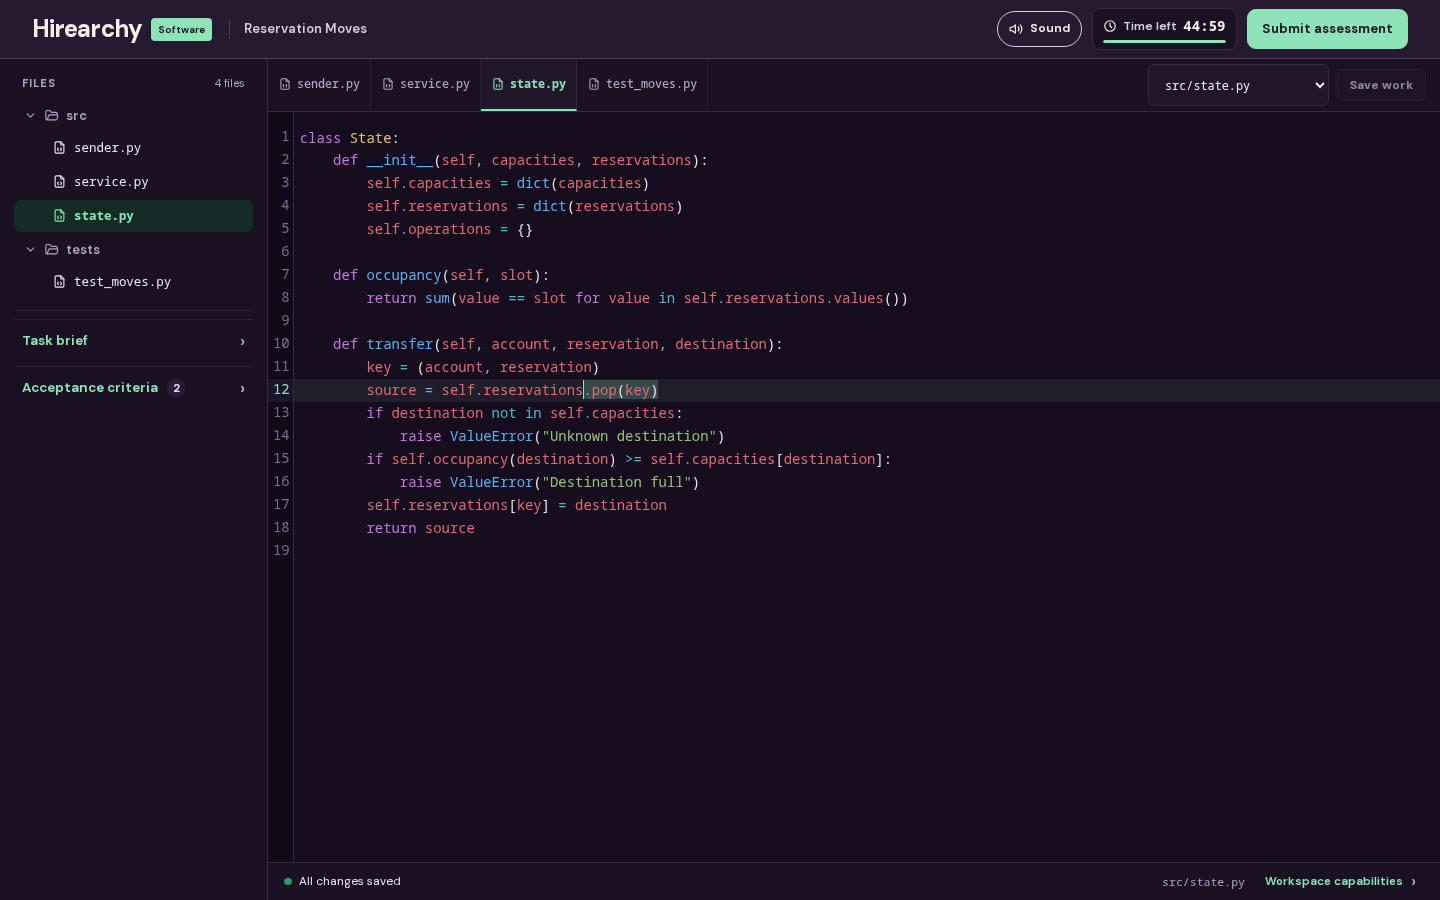 Hirearchy
Software
Reservation Moves
Sound
Time left 44:59
Submit assessment
FILES
4 files
src
sender.py
service.py
state.py
tests
test_moves.py
Task brief
Acceptance criteria 2
sender.py
service.py
state.py
test_moves.py
src/state.py
Save work
1 class State:
2     def __init__(self, capacities, reservations):
3         self.capacities = dict(capacities)
4         self.reservations = dict(reservations)
5         self.operations = {}
6
7     def occupancy(self, slot):
8         return sum(value == slot for value in self.reservations.values())
9
10     def transfer(self, account, reservation, destination):
11         key = (account, reservation)
12         source = self.reservations.pop(key)
13         if destination not in self.capacities:
14             raise ValueError("Unknown destination")
15         if self.occupancy(destination) >= self.capacities[destination]:
16             raise ValueError("Destination full")
17         self.reservations[key] = destination
18         return source
19
All changes saved
src/state.py
Workspace capabilities